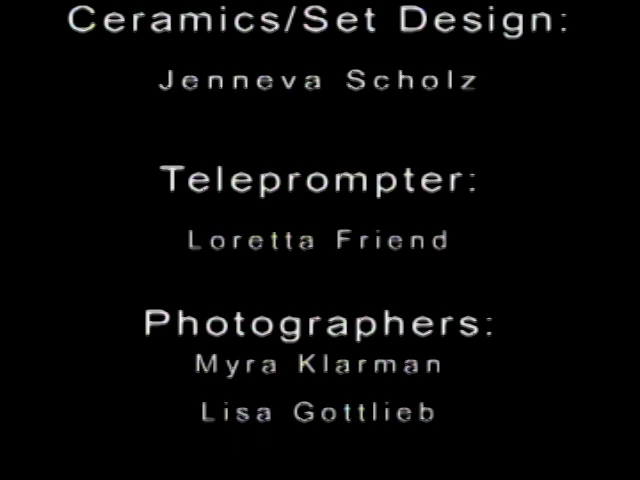 Ceramics/Set Design:
Jenneva Scholz
Teleprompter:
Loretta Friend
Photographers:
Myra Klarman
Lisa Gottlieb